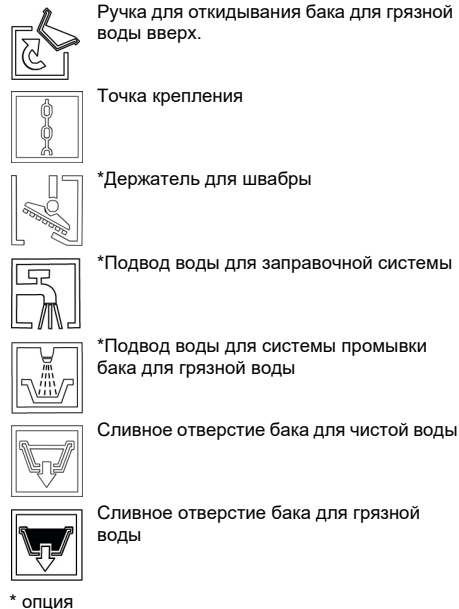 Ручка для откидывания бака для грязной
воды вверх.
Точка крепления
*Держатель для швабры
*Подвод воды для заправочной системы
*Подвод воды для системы промывки
бака для грязной воды
Сливное отверстие бака для чистой воды
Сливное отверстие бака для грязной
воды
* опция